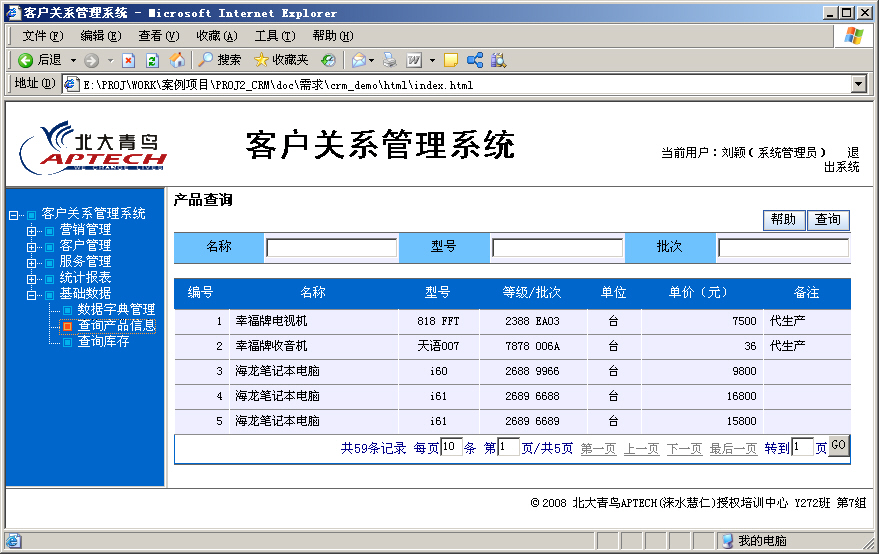 客户关系管理系统 - Microsoft Internet Explorer
文件(F) 编辑(E) 查看(V) 收藏(A) 工具(T) 帮助(H)
后退 搜索 收藏夹
地址(D) E:\PROJ\WORK\案例项目\PROJ2_CRM\doc\需求\crm_demo\html\index.html
北大青鸟
APTECH
WE CHANGE LIVES
客户关系管理系统
当前用户：刘颖(系统管理员) 退
出系统
客户关系管理系统
营销管理
客户管理
服务管理
统计报表
基础数据
数据字典管理
查询产品信息
查询库存
产品查询
帮助 查询
名称 型号 批次
编号 名称 型号 等级/批次 单位 单价（元） 备注
1 幸福牌电视机 818 FFT 2388 EA03 台 7500 代生产
2 幸福牌收音机 天语007 7878 006A 台 36 代生产
3 海龙笔记本电脑 i60 2688 9966 台 9800
4 海龙笔记本电脑 i61 2689 6688 台 16800
5 海龙笔记本电脑 i61 2689 6689 台 15800
共59条记录 每页10条 第1页/共5页 第一页 上一页 下一页 最后一页 转到1页 GO
©2008 北大青鸟APTECH(涞水慧仁)授权培训中心 Y272班 第7组
我的电脑